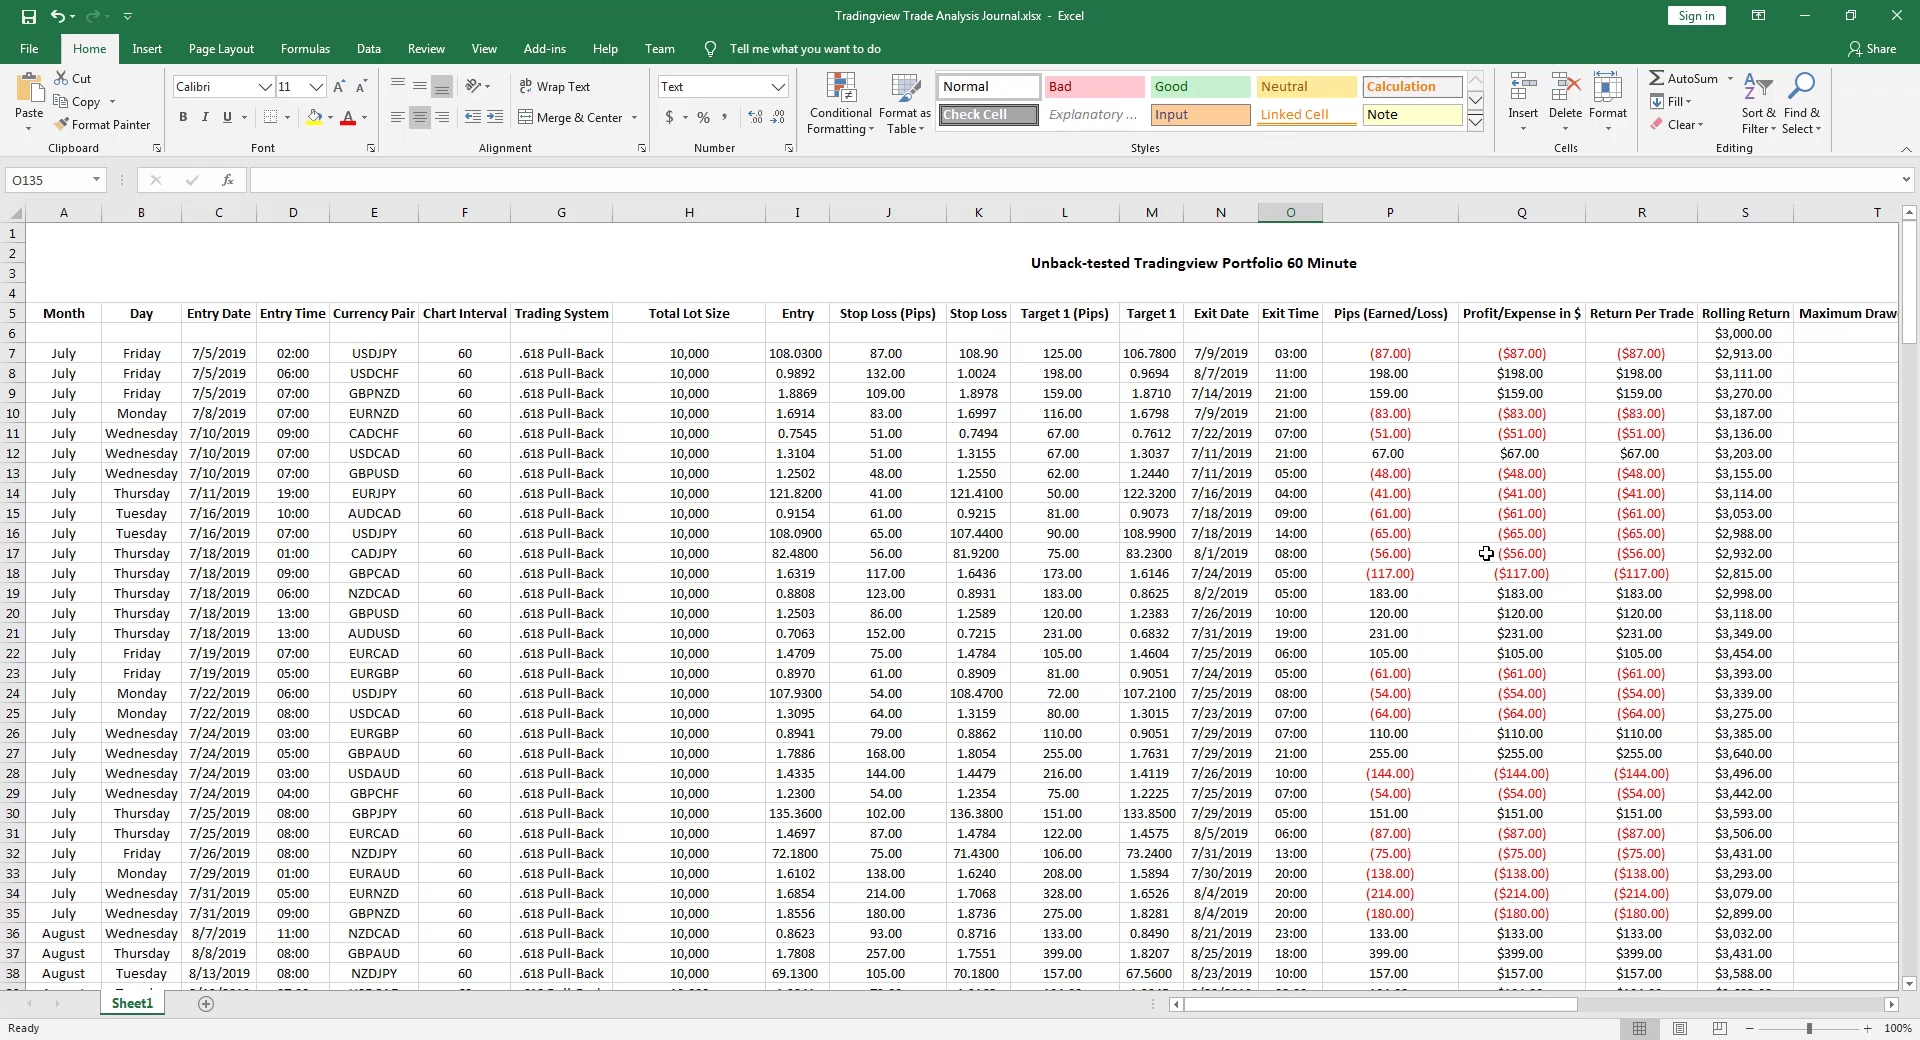 Tradingview Trade Analysis Journal.xlsx - Excel
Sign in
File Home Insert Page Layout Formulas Data Review View Add-ins Help Team Tell me what you want to do Share
Paste Cut Copy Format Painter
Calibri 11
B I U A A A
Wrap Text
Merge & Center
Text
$ % ,
Conditional Formatting
Format as Table
Normal Bad Good Neutral Calculation
Check Cell Explanatory ... Input Linked Cell Note
Insert Delete Format
AutoSum Fill Clear
Sort & Filter
Find & Select
Clipboard Font Alignment Number Styles Cells Editing
O135 fx
A B C D E F G H I J K L M N O P Q R S T
1
2 Unback-tested Tradingview Portfolio 60 Minute
3
4
5 Month Day Entry Date Entry Time Currency Pair Chart Interval Trading System Total Lot Size Entry Stop Loss (Pips) Stop Loss Target 1 (Pips) Target 1 Exit Date Exit Time Pips (Earned/Loss) Profit/Expense in $ Return Per Trade Rolling Return Maximum Draw
6 $3,000.00
7 July Friday 7/5/2019 02:00 USDJPY 60 .618 Pull-Back 10,000 108.0300 87.00 108.90 125.00 106.7800 7/9/2019 03:00 (87.00) ($87.00) ($87.00) $2,913.00
8 July Friday 7/5/2019 06:00 USDCHF 60 .618 Pull-Back 10,000 0.9892 132.00 1.0024 198.00 0.9694 8/7/2019 11:00 198.00 $198.00 $198.00 $3,111.00
9 July Friday 7/5/2019 07:00 GBPNZD 60 .618 Pull-Back 10,000 1.8869 109.00 1.8978 159.00 1.8710 7/14/2019 21:00 159.00 $159.00 $159.00 $3,270.00
10 July Monday 7/8/2019 07:00 EURNZD 60 .618 Pull-Back 10,000 1.6914 83.00 1.6997 116.00 1.6798 7/9/2019 21:00 (83.00) ($83.00) ($83.00) $3,187.00
11 July Wednesday 7/10/2019 09:00 CADCHF 60 .618 Pull-Back 10,000 0.7545 51.00 0.7494 67.00 0.7612 7/22/2019 07:00 (51.00) ($51.00) ($51.00) $3,136.00
12 July Wednesday 7/10/2019 07:00 USDCAD 60 .618 Pull-Back 10,000 1.3104 51.00 1.3155 67.00 1.3037 7/11/2019 21:00 67.00 $67.00 $67.00 $3,203.00
13 July Wednesday 7/10/2019 07:00 GBPUSD 60 .618 Pull-Back 10,000 1.2502 48.00 1.2550 62.00 1.2440 7/11/2019 05:00 (48.00) ($48.00) ($48.00) $3,155.00
14 July Thursday 7/11/2019 19:00 EURJPY 60 .618 Pull-Back 10,000 121.8200 41.00 121.4100 50.00 122.3200 7/16/2019 04:00 (41.00) ($41.00) ($41.00) $3,114.00
15 July Tuesday 7/16/2019 10:00 AUDCAD 60 .618 Pull-Back 10,000 0.9154 61.00 0.9215 81.00 0.9073 7/18/2019 09:00 (61.00) ($61.00) ($61.00) $3,053.00
16 July Tuesday 7/16/2019 07:00 USDJPY 60 .618 Pull-Back 10,000 108.0900 65.00 107.4400 90.00 108.9900 7/18/2019 14:00 (65.00) ($65.00) ($65.00) $2,988.00
17 July Thursday 7/18/2019 01:00 CADJPY 60 .618 Pull-Back 10,000 82.4800 56.00 81.9200 75.00 83.2300 8/1/2019 08:00 (56.00) ($56.00) ($56.00) $2,932.00
18 July Thursday 7/18/2019 09:00 GBPCAD 60 .618 Pull-Back 10,000 1.6319 117.00 1.6436 173.00 1.6146 7/24/2019 05:00 (117.00) ($117.00) ($117.00) $2,815.00
19 July Thursday 7/18/2019 06:00 NZDCAD 60 .618 Pull-Back 10,000 0.8808 123.00 0.8931 183.00 0.8625 8/2/2019 05:00 183.00 $183.00 $183.00 $2,998.00
20 July Thursday 7/18/2019 13:00 GBPUSD 60 .618 Pull-Back 10,000 1.2503 86.00 1.2589 120.00 1.2383 7/26/2019 10:00 120.00 $120.00 $120.00 $3,118.00
21 July Thursday 7/18/2019 13:00 AUDUSD 60 .618 Pull-Back 10,000 0.7063 152.00 0.7215 231.00 0.6832 7/31/2019 19:00 231.00 $231.00 $231.00 $3,349.00
22 July Friday 7/19/2019 07:00 EURCAD 60 .618 Pull-Back 10,000 1.4709 75.00 1.4784 105.00 1.4604 7/25/2019 06:00 105.00 $105.00 $105.00 $3,454.00
23 July Friday 7/19/2019 05:00 EURGBP 60 .618 Pull-Back 10,000 0.8970 61.00 0.8909 81.00 0.9051 7/24/2019 05:00 (61.00) ($61.00) ($61.00) $3,393.00
24 July Monday 7/22/2019 06:00 USDJPY 60 .618 Pull-Back 10,000 107.9300 54.00 108.4700 72.00 107.2100 7/25/2019 08:00 (54.00) ($54.00) ($54.00) $3,339.00
25 July Monday 7/22/2019 08:00 USDCAD 60 .618 Pull-Back 10,000 1.3095 64.00 1.3159 80.00 1.3015 7/23/2019 07:00 (64.00) ($64.00) ($64.00) $3,275.00
26 July Wednesday 7/24/2019 03:00 EURGBP 60 .618 Pull-Back 10,000 0.8941 79.00 0.8862 110.00 0.9051 7/29/2019 07:00 110.00 $110.00 $110.00 $3,385.00
27 July Wednesday 7/24/2019 05:00 GBPAUD 60 .618 Pull-Back 10,000 1.7886 168.00 1.8054 255.00 1.7631 7/29/2019 21:00 255.00 $255.00 $255.00 $3,640.00
28 July Wednesday 7/24/2019 03:00 USDAUD 60 .618 Pull-Back 10,000 1.4335 144.00 1.4479 216.00 1.4119 7/26/2019 10:00 (144.00) ($144.00) ($144.00) $3,496.00
29 July Wednesday 7/24/2019 04:00 GBPCHF 60 .618 Pull-Back 10,000 1.2300 54.00 1.2354 75.00 1.2225 7/25/2019 07:00 (54.00) ($54.00) ($54.00) $3,442.00
30 July Thursday 7/25/2019 08:00 GBPJPY 60 .618 Pull-Back 10,000 135.3600 102.00 136.3800 151.00 133.8500 7/29/2019 05:00 151.00 $151.00 $151.00 $3,593.00
31 July Thursday 7/25/2019 08:00 EURCAD 60 .618 Pull-Back 10,000 1.4697 87.00 1.4784 122.00 1.4575 8/5/2019 06:00 (87.00) ($87.00) ($87.00) $3,506.00
32 July Friday 7/26/2019 08:00 NZDJPY 60 .618 Pull-Back 10,000 72.1800 75.00 71.4300 106.00 73.2400 7/31/2019 13:00 (75.00) ($75.00) ($75.00) $3,431.00
33 July Monday 7/29/2019 01:00 EURAUD 60 .618 Pull-Back 10,000 1.6102 138.00 1.6240 208.00 1.5894 7/30/2019 20:00 (138.00) ($138.00) ($138.00) $3,293.00
34 July Wednesday 7/31/2019 05:00 EURNZD 60 .618 Pull-Back 10,000 1.6854 214.00 1.7068 328.00 1.6526 8/4/2019 20:00 (214.00) ($214.00) ($214.00) $3,079.00
35 July Wednesday 7/31/2019 09:00 GBPNZD 60 .618 Pull-Back 10,000 1.8556 180.00 1.8736 275.00 1.8281 8/4/2019 20:00 (180.00) ($180.00) ($180.00) $2,899.00
36 August Wednesday 8/7/2019 11:00 NZDCAD 60 .618 Pull-Back 10,000 0.8623 93.00 0.8716 133.00 0.8490 8/21/2019 23:00 133.00 $133.00 $133.00 $3,032.00
37 August Thursday 8/8/2019 08:00 GBPAUD 60 .618 Pull-Back 10,000 1.7808 257.00 1.7551 399.00 1.8207 8/25/2019 18:00 399.00 $399.00 $399.00 $3,431.00
38 August Tuesday 8/13/2019 08:00 NZDJPY 60 .618 Pull-Back 10,000 69.1300 105.00 70.1800 157.00 67.5600 8/23/2019 10:00 157.00 $157.00 $157.00 $3,588.00
Sheet1
Ready 100%